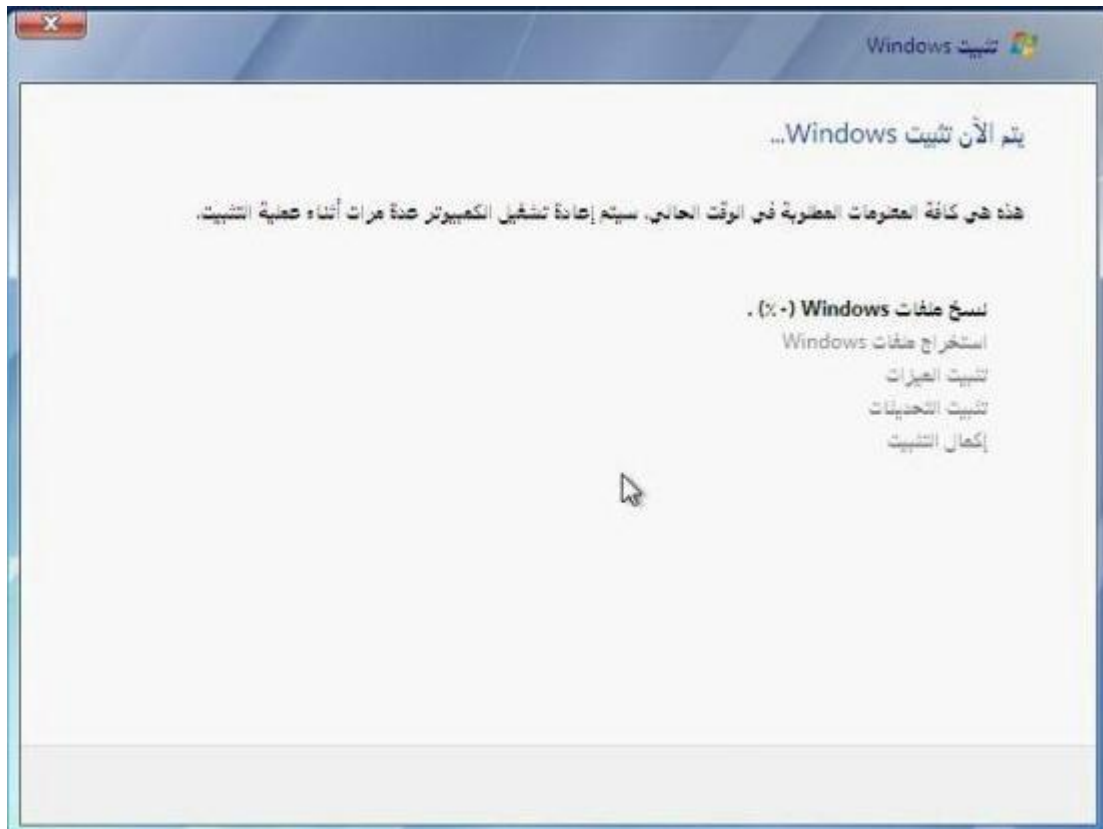 تثبيت Windows
يتم الأن تثبيت Windows...
هذه هي كافة المعلومات المطلوبة في الوقت الحالي. سيتم إعادة تشغيل الكمبيوتر عدة مرات أثناء عملية التثبيت.
نسخ ملفات Windows (٠٪) .
استخراج ملفات Windows
تثبيت الميزات
تثبيت التحديثات
إكمال التثبيت